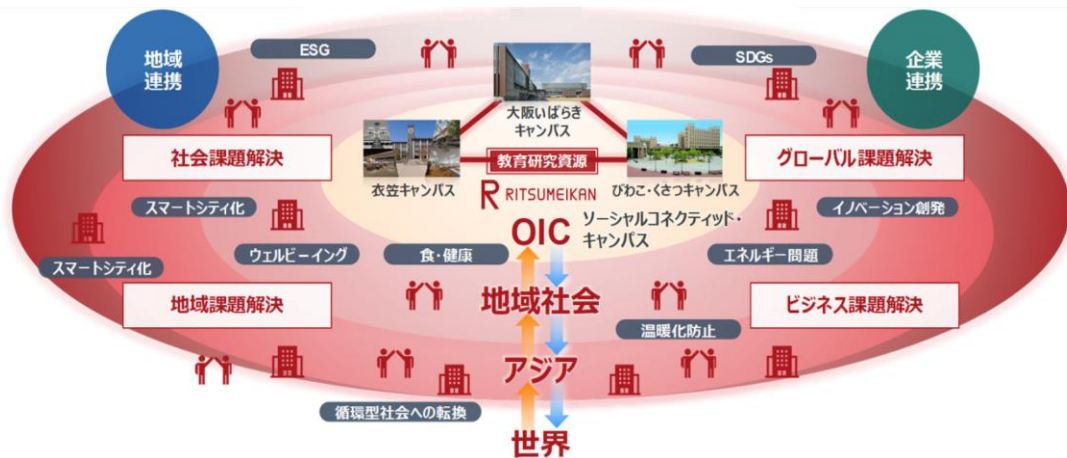 地域
連携
ESG
SDGs
企業
連携
大阪いばらき
キャンパス
社会課題解決
教育研究資源
グローバル課題解決
衣笠キャンパス
びわこ・くさつキャンパス
R RITSUMEIKAN
スマートシティ化
OIC
ソーシャルコネクティッド・
キャンパス
イノベーション創発
スマートシティ化
ウェルビーイング
食・健康
エネルギー問題
地域課題解決
地域社会
ビジネス課題解決
温暖化防止
アジア
循環型社会への転換
世界